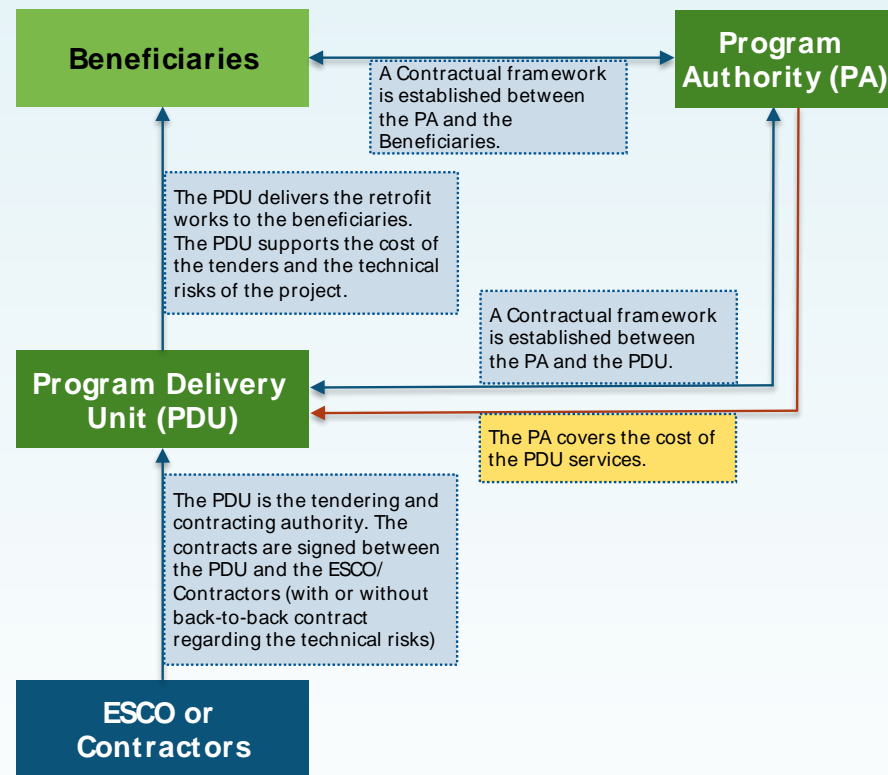 Beneficiaries
Program
Authority (PA)
A Contractual framework
is established between
the PA and the
Beneficiaries.
The PDU delivers the retrofit
works to the beneficiaries.
The PDU supports the cost of
the tenders and the technical
risks of the project.
A Contractual framework
is established between
the PA and the PDU.
Program Delivery
Unit (PDU)
The PA covers the cost of
the PDU services.
The PDU is the tendering and
contracting authority. The
contracts are signed between
the PDU and the ESCO/
Contractors (with or without
back-to-back contract
regarding the technical risks)
ESCO or
Contractors